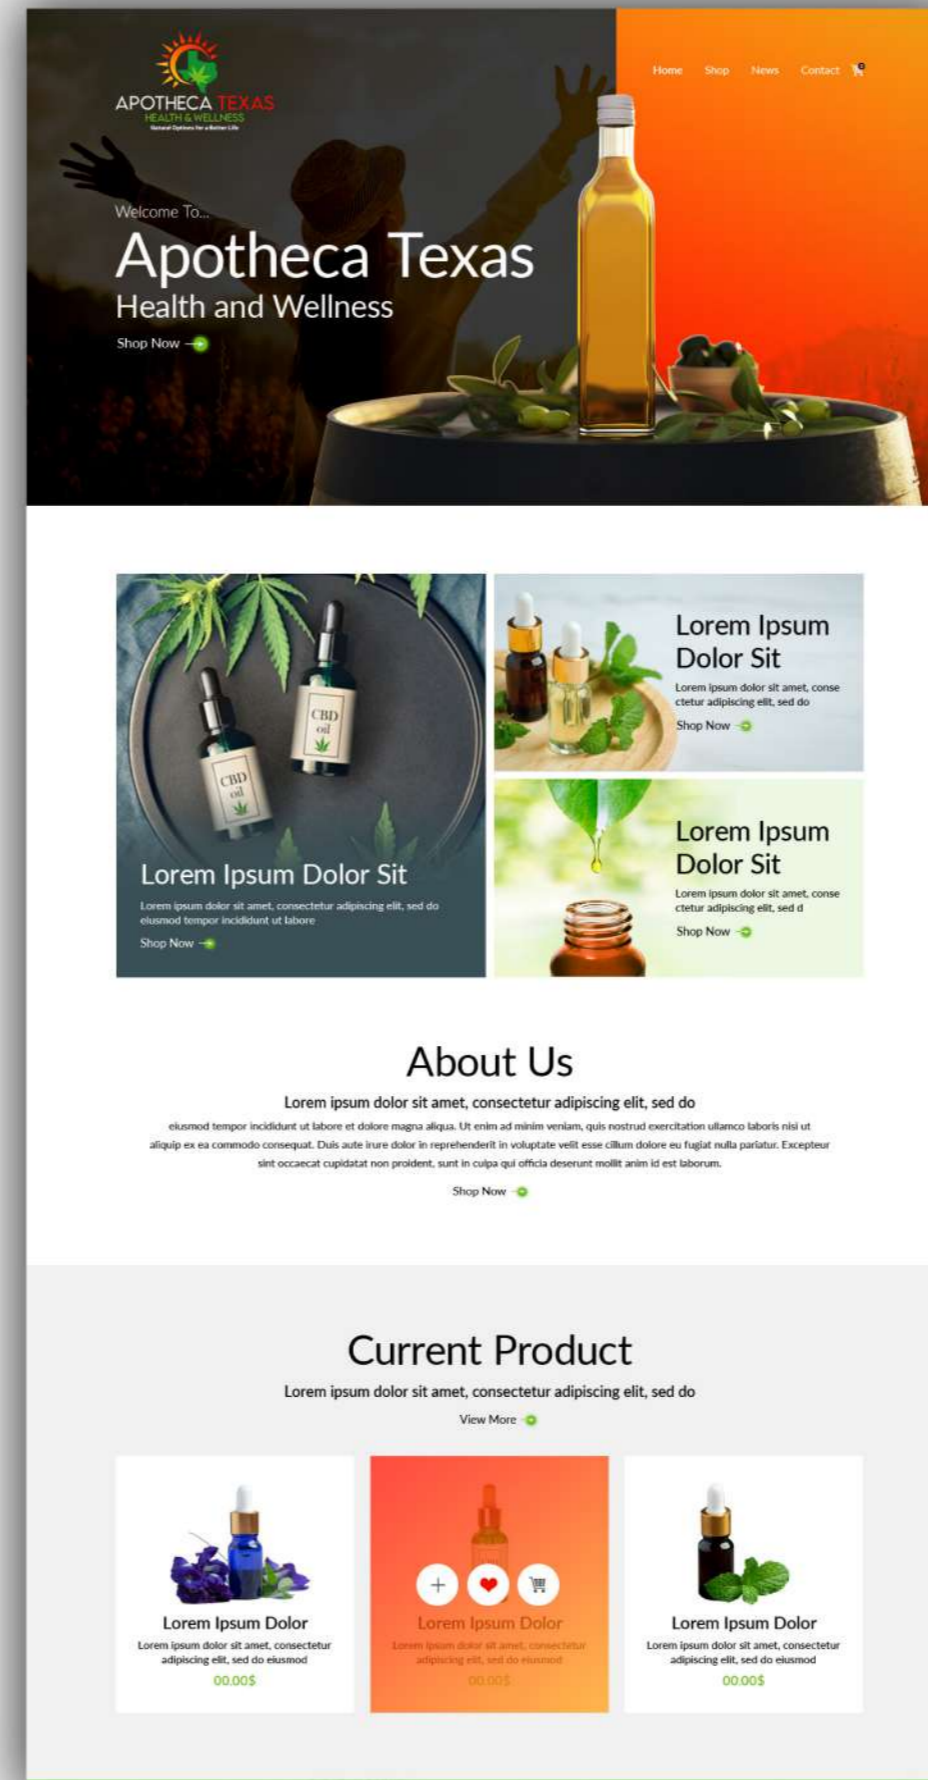 APOTHECA TEXAS
HEALTH & WELLNESS
Natural Options for a Better Life
Home Shop News Contact 0
Welcome To...
Apotheca Texas
Health and Wellness
Shop Now
CBD
oil
CBD
oil
Lorem Ipsum Dolor Sit
Lorem ipsum dolor sit amet, consectetur adipiscing elit, sed do
eiusmod tempor incididunt ut labore
Shop Now
Lorem Ipsum
Dolor Sit
Lorem ipsum dolor sit amet, conse
ctetur adipiscing elit, sed do
Shop Now
Lorem Ipsum
Dolor Sit
Lorem ipsum dolor sit amet, conse
ctetur adipiscing elit, sed d
Shop Now
About Us
Lorem ipsum dolor sit amet, consectetur adipiscing elit, sed do
eiusmod tempor incididunt ut labore et dolore magna aliqua. Ut enim ad minim veniam, quis nostrud exercitation ullamco laboris nisi ut
aliquip ex ea commodo consequat. Duis aute irure dolor in reprehenderit in voluptate velit esse cillum dolore eu fugiat nulla pariatur. Excepteur
sint occaecat cupidatat non proident, sunt in culpa qui officia deserunt mollit anim id est laborum.
Shop Now
Current Product
Lorem ipsum dolor sit amet, consectetur adipiscing elit, sed do
View More
Lorem Ipsum Dolor
Lorem ipsum dolor sit amet, consectetur
adipiscing elit, sed do eiusmod
00.00$
Lorem Ipsum Dolor
Lorem ipsum dolor sit amet, consectetur
adipiscing elit, sed do eiusmod
00.00$
Lorem Ipsum Dolor
Lorem ipsum dolor sit amet, consectetur
adipiscing elit, sed do eiusmod
00.00$